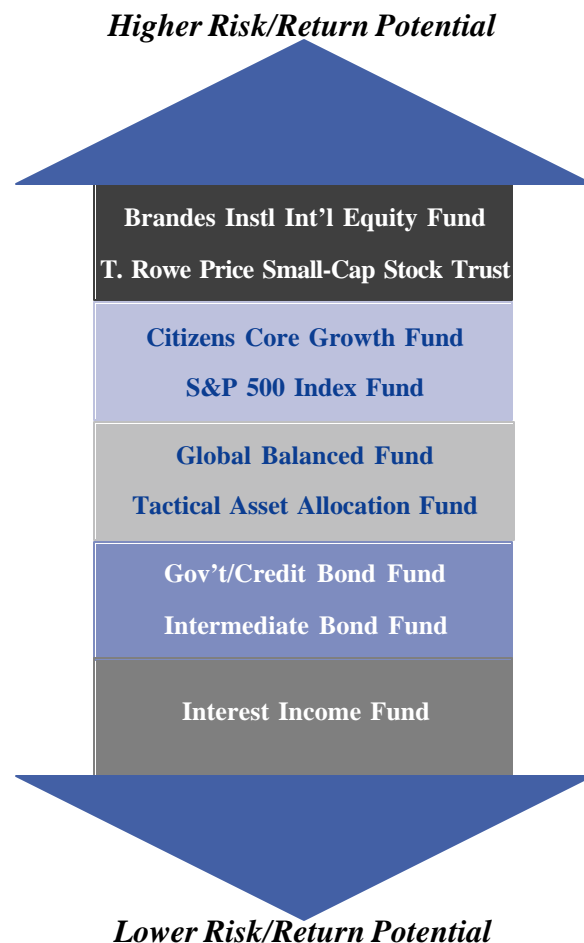 Higher Risk/Return Potential
Brandes Instl Int’l Equity Fund
T. Rowe Price Small-Cap Stock Trust
Citizens Core Growth Fund
S&P 500 Index Fund
Global Balanced Fund
Tactical Asset Allocation Fund
Gov’t/Credit Bond Fund
Intermediate Bond Fund
Interest Income Fund
Lower Risk/Return Potential